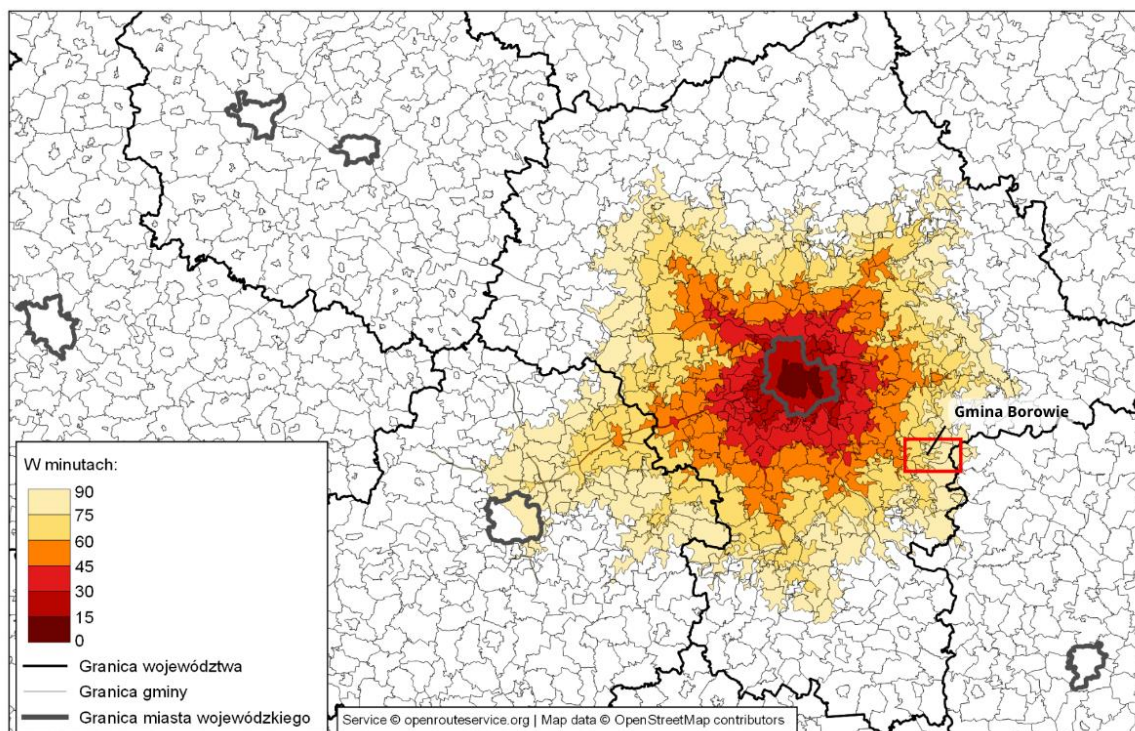 Gmina Borowie
W minutach:
90
75
60
45
30
15
0
Granica województwa
Granica gminy
Granica miasta wojewódzkiego
Service © openrouteservice.org | Map data © OpenStreetMap contributors